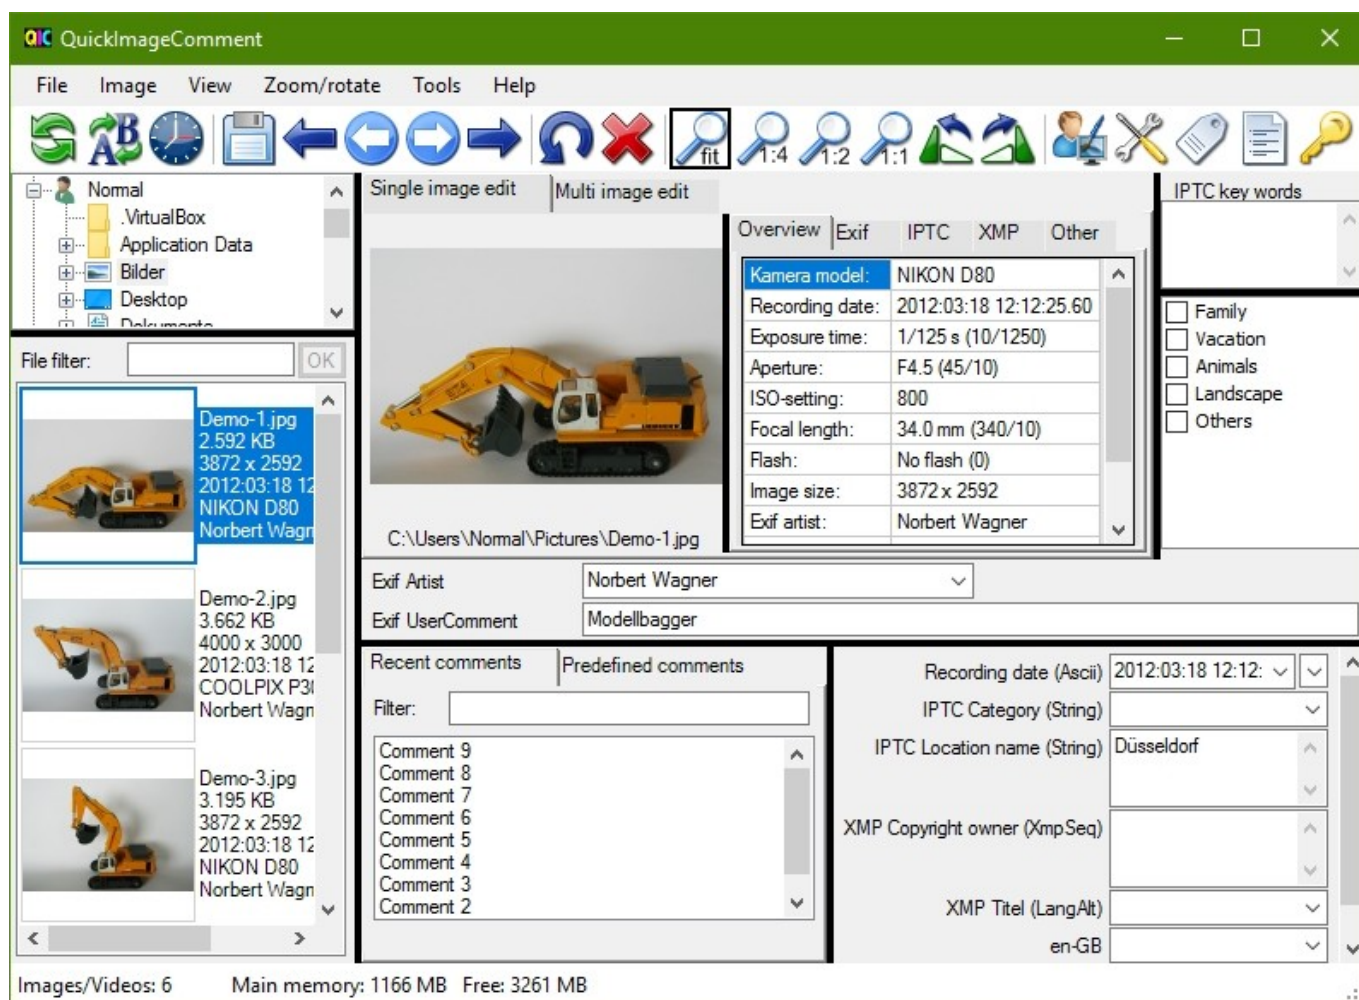 QIC QuickImageComment
File Image View Zoom/rotate Tools Help
AB fit 1:4 1:2 1:1
Normal
.VirtualBox
Application Data
Bilder
Desktop
Dokumente
File filter: OK
Demo-1.jpg
2.592 KB
3872 x 2592
2012:03:18 12
NIKON D80
Norbert Wagn
Demo-2.jpg
3.662 KB
4000 x 3000
2012:03:18 12
COOLPIX P3
Norbert Wagn
Demo-3.jpg
3.195 KB
3872 x 2592
2012:03:18 12
NIKON D80
Norbert Wagn
Single image edit Multi image edit
C:\Users\Normal\Pictures\Demo-1.jpg
Overview Exif IPTC XMP Other
Kamera model: NIKON D80
Recording date: 2012:03:18 12:12:25.60
Exposure time: 1/125 s (10/1250)
Aperture: F4.5 (45/10)
ISO-setting: 800
Focal length: 34.0 mm (340/10)
Flash: No flash (0)
Image size: 3872 x 2592
Exif artist: Norbert Wagner
IPTC key words
Family
Vacation
Animals
Landscape
Others
Exif Artist Norbert Wagner
Exif UserComment Modellbagger
Recent comments Predefined comments
Filter:
Comment 9
Comment 8
Comment 7
Comment 6
Comment 5
Comment 4
Comment 3
Comment 2
Recording date (Ascii) 2012:03:18 12:12:
IPTC Category (String)
IPTC Location name (String) Düsseldorf
XMP Copyright owner (XmpSeq)
XMP Titel (LangAlt)
en-GB
Images/Videos: 6 Main memory: 1166 MB Free: 3261 MB